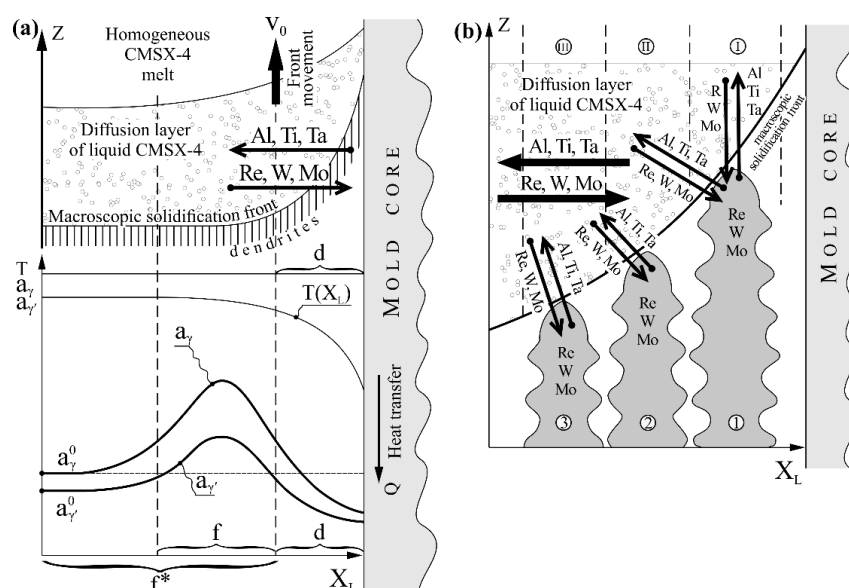 (a)
Z
Homogeneous
CMSX-4
melt
V₀
Front
movement
Diffusion layer
of liquid CMSX-4
Al, Ti, Ta
Re, W, Mo
Macroscopic solidification front
dendrites
MOLD CORE
T
aγ
aγ′
d
T(X_L)
aγ
aγ⁰
aγ′
aγ′⁰
Heat transfer
Q
f
d
f*
X_L
(b)
Z
III
II
I
Diffusion layer
of liquid CMSX-4
R
W
Mo
Al
Ti
Ta
macroscopic
solidification front
Al, Ti, Ta
Re, W, Mo
Al, Ti, Ta
Re, W, Mo
Al, Ti, Ta
Re, W, Mo
Al, Ti, Ta
Re, W, Mo
Re
W
Mo
Re
W
Mo
Re
W
Mo
3
2
1
X_L
MOLD CORE